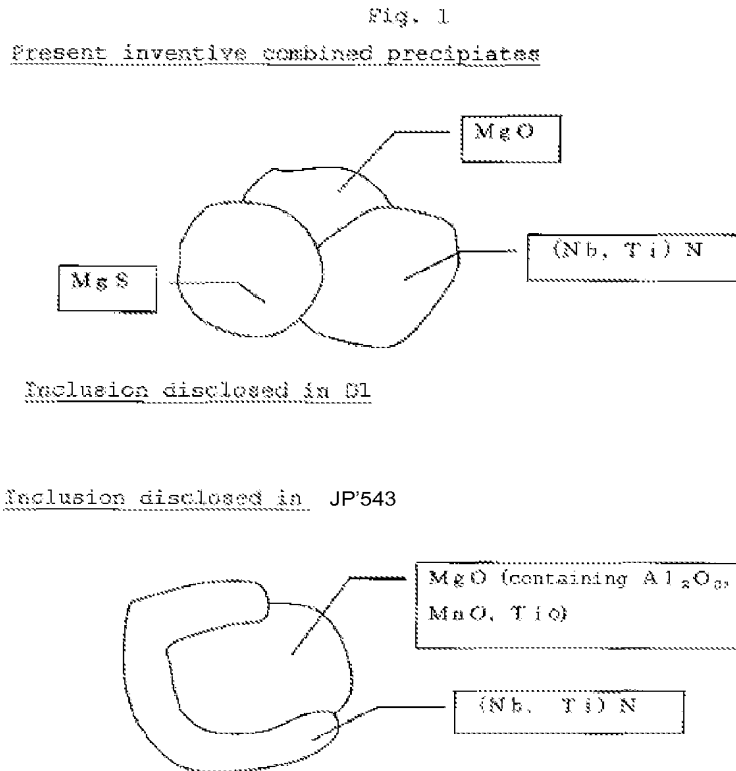 Fig. 1
Present inventive combined precipiates
MgO
(Nb, Ti) N
MgS
Inclusion disclosed in D1
Inclusion disclosed in JP'543
MgO (containing Al₂O₃,
MnO, TiO)
(Nb, Ti) N